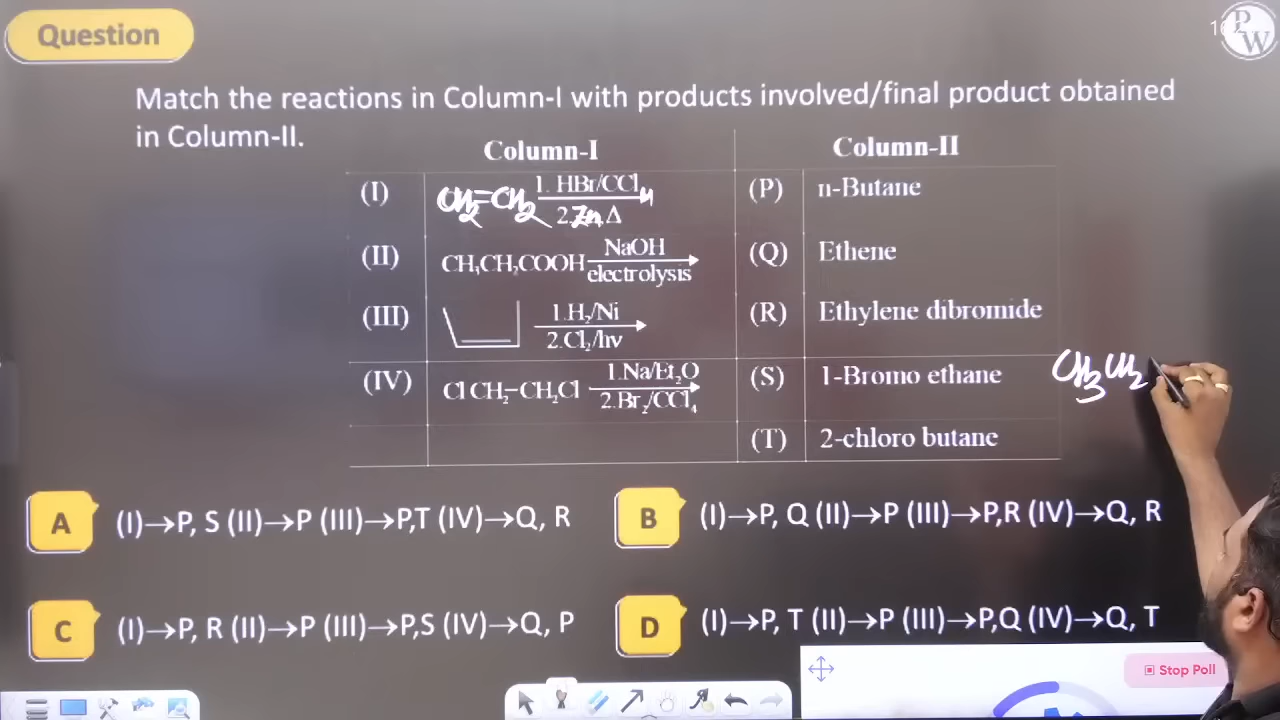 Question
PW
Match the reactions in Column-I with products involved/final product obtained
in Column-II.
Column-I Column-II
(I) CH2=CH2 1. HBr/CCl4 (P) n-Butane
2. Zn, Δ
(II) CH3CH2COOH NaOH (Q) Ethene
electrolysis
(III) 1.H2/Ni (R) Ethylene dibromide
2.Cl2/hν
(IV) Cl CH2–CH2Cl 1.Na/Et2O (S) 1-Bromo ethane CH3CH2
2.Br2/CCl4
(T) 2-chloro butane
A (I)→P, S (II)→P (III)→P,T (IV)→Q, R
B (I)→P, Q (II)→P (III)→P,R (IV)→Q, R
C (I)→P, R (II)→P (III)→P,S (IV)→Q, P
D (I)→P, T (II)→P (III)→P,Q (IV)→Q, T
Stop Poll